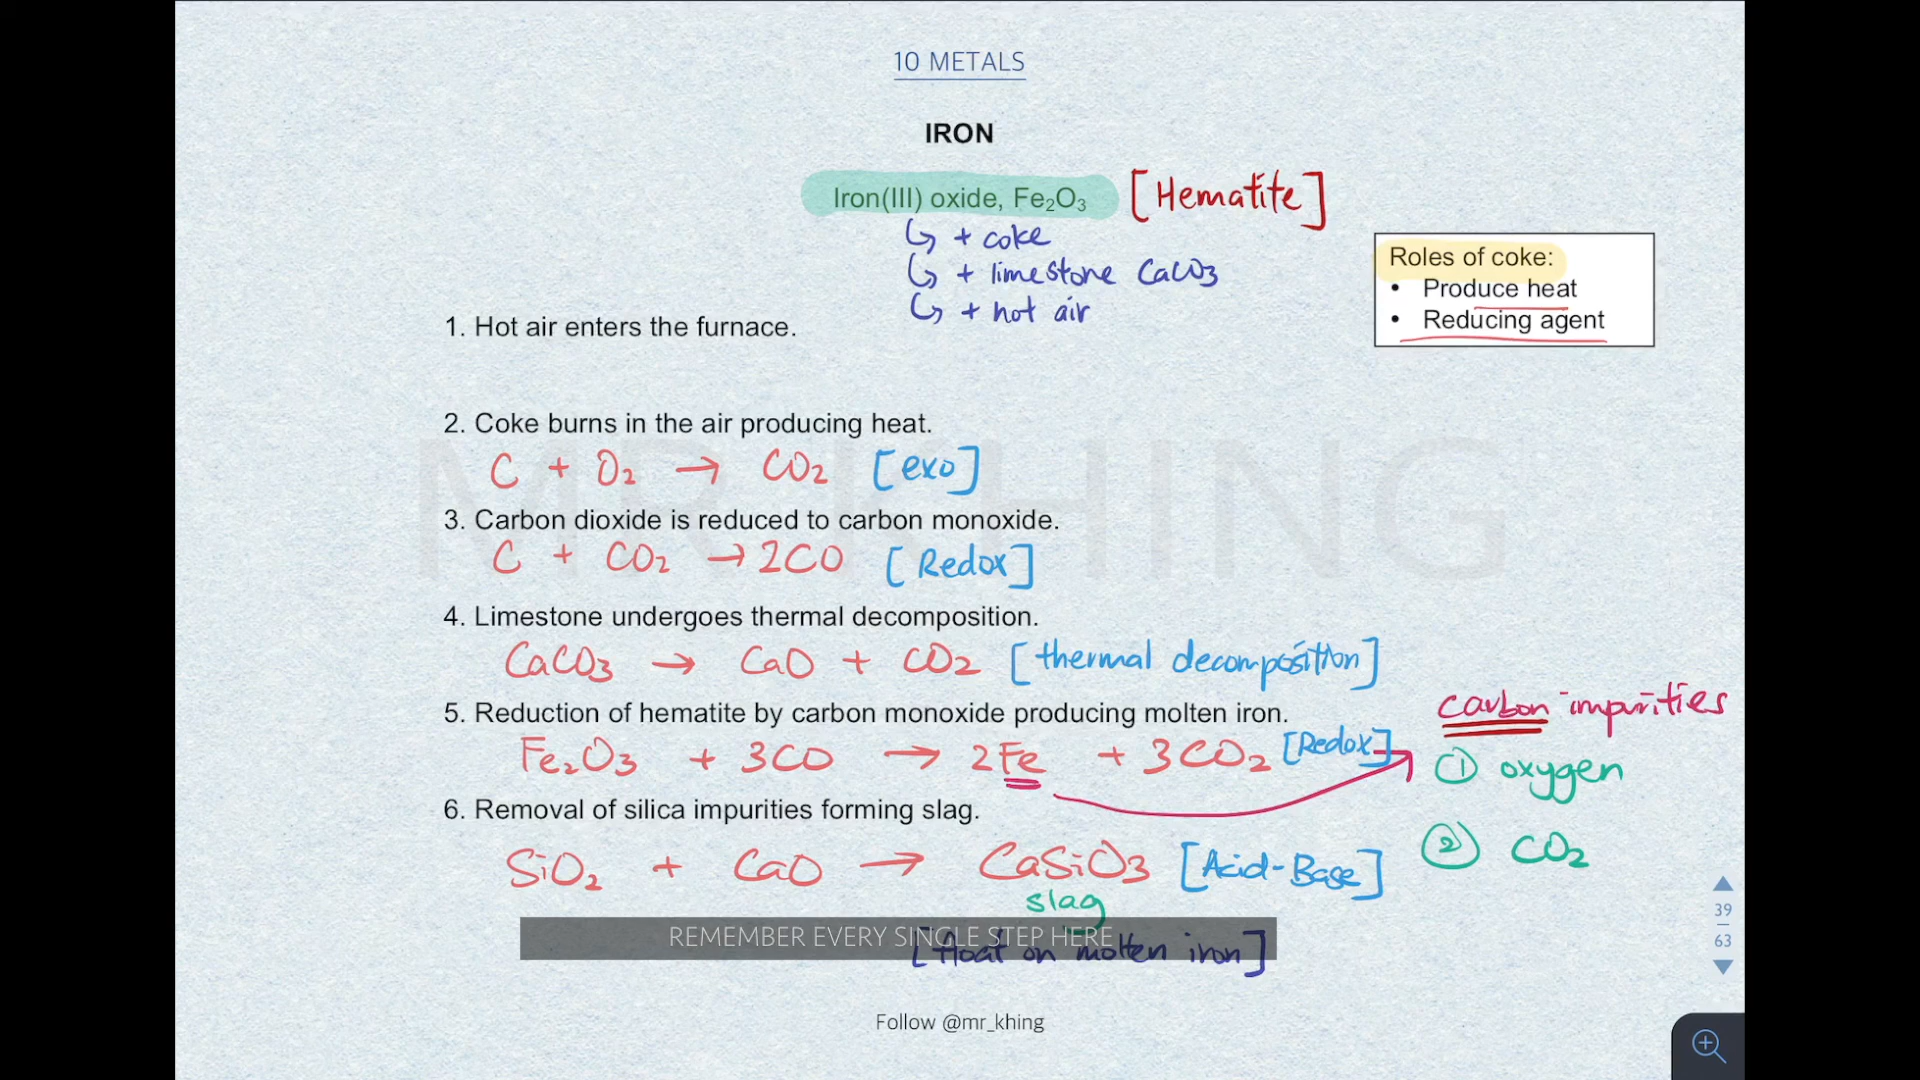 10 METALS
IRON
Iron(III) oxide, Fe₂O₃ [Hematite]
↳ + coke
↳ + limestone CaCO₃
↳ + hot air
Roles of coke:
• Produce heat
• Reducing agent
1. Hot air enters the furnace.
2. Coke burns in the air producing heat.
C + O₂ → CO₂ [exo]
3. Carbon dioxide is reduced to carbon monoxide.
C + CO₂ → 2CO [Redox]
4. Limestone undergoes thermal decomposition.
CaCO₃ → CaO + CO₂ [thermal decomposition]
5. Reduction of hematite by carbon monoxide producing molten iron.
Fe₂O₃ + 3CO → 2Fe + 3CO₂ [Redox]
carbon impurities
① oxygen
② CO₂
6. Removal of silica impurities forming slag.
SiO₂ + CaO → CaSiO₃ [Acid-Base]
slag
[float on molten iron]
REMEMBER EVERY SINGLE STEP HERE
MR KHING
39
63
Follow @mr_khing